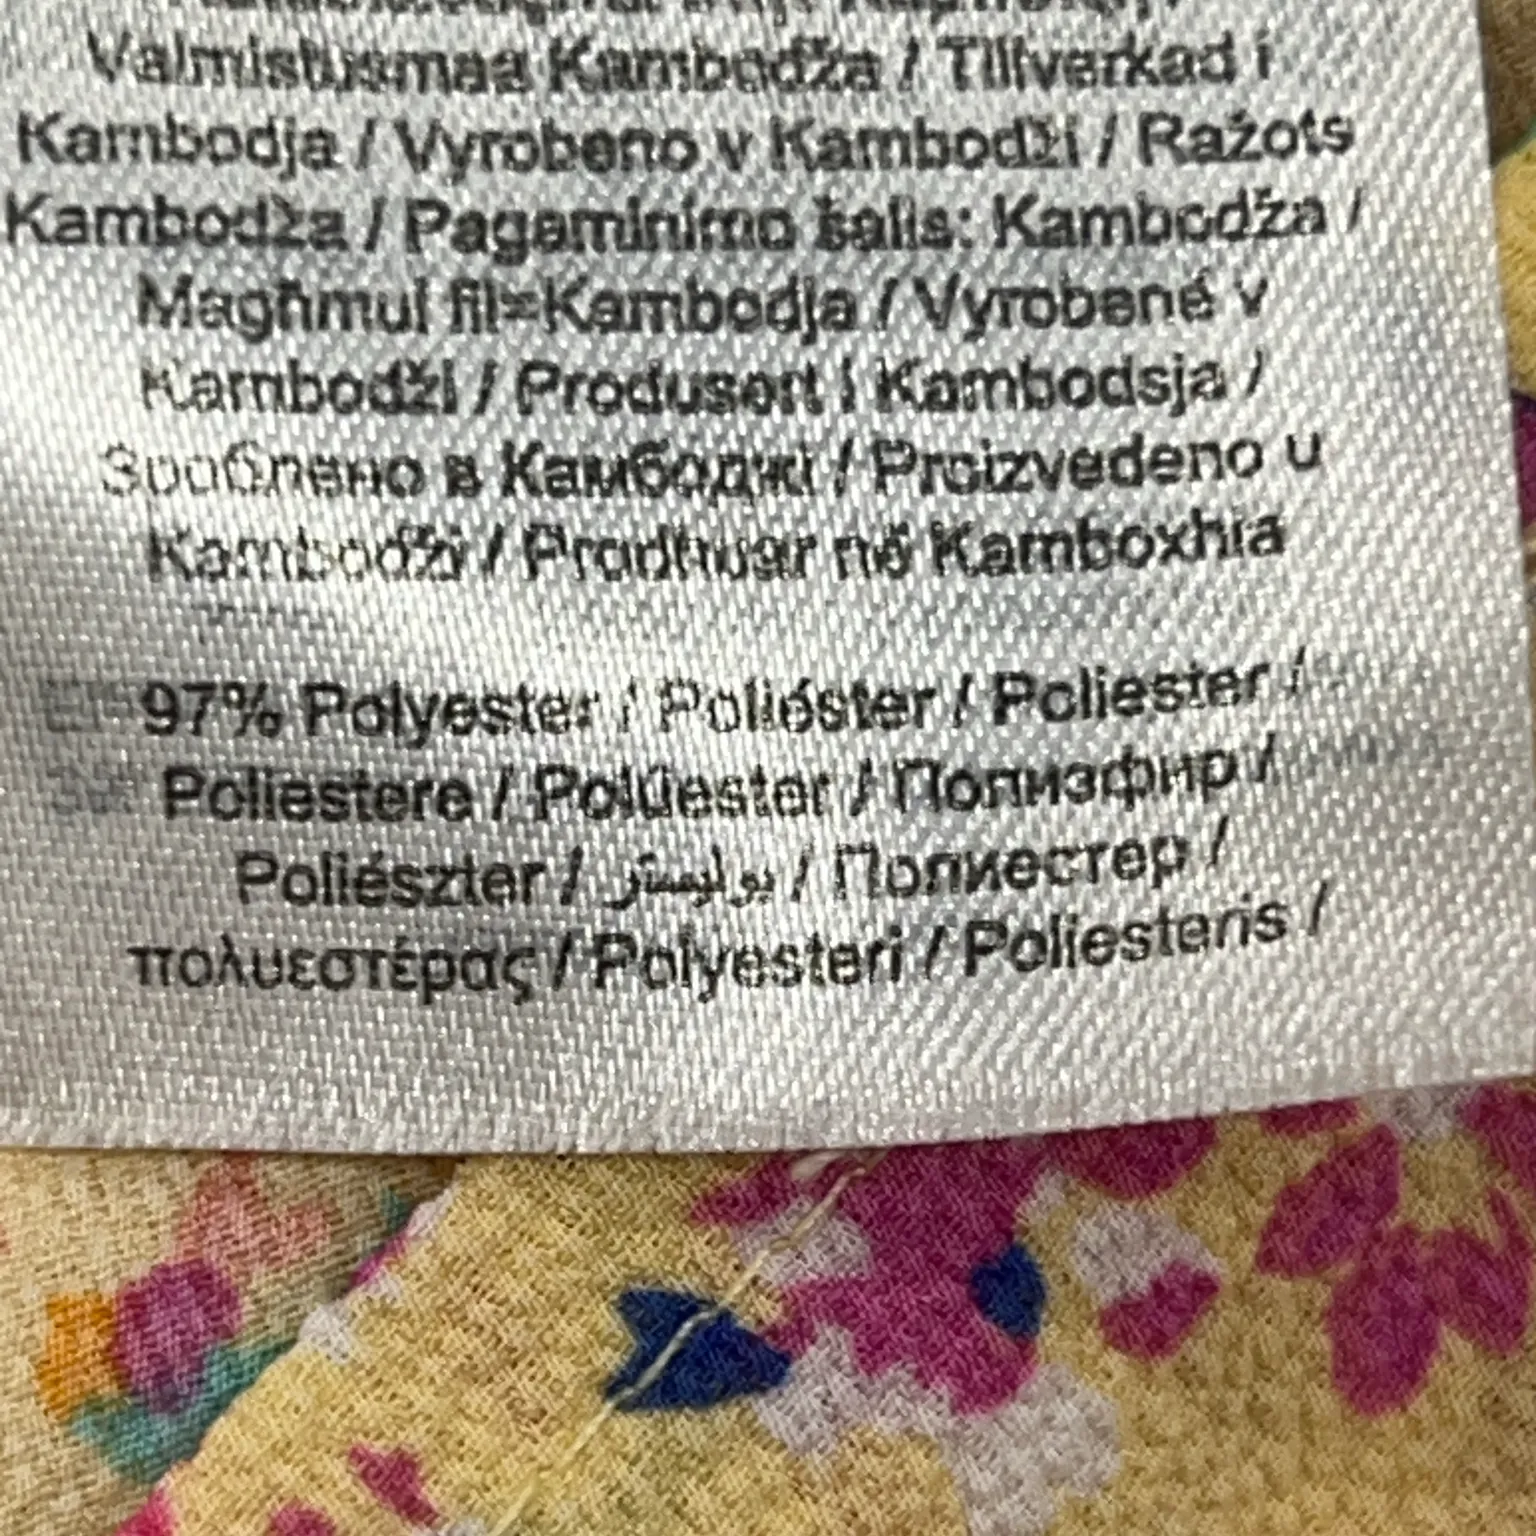 Valmistusmaa Kambodža / Tillverkad i
Kambodja / Vyrobeno v Kambodži / Ražots
Kambodža / Pagaminimo šalis: Kambodža /
Magħmul fil-Kambodja / Vyrobené v
Kambodži / Produsert i Kambodsja /
Зроблено в Камбоджі / Proizvedeno u
Kambodži / Prodhuar në Kamboxhia
97% Polyester / Poliéster / Poliester /
Poliestere / Polüester / Полиэфир /
Poliészter / بوليستر / Полиестер /
πολυεστέρας / Polyesteri / Poliesteris /